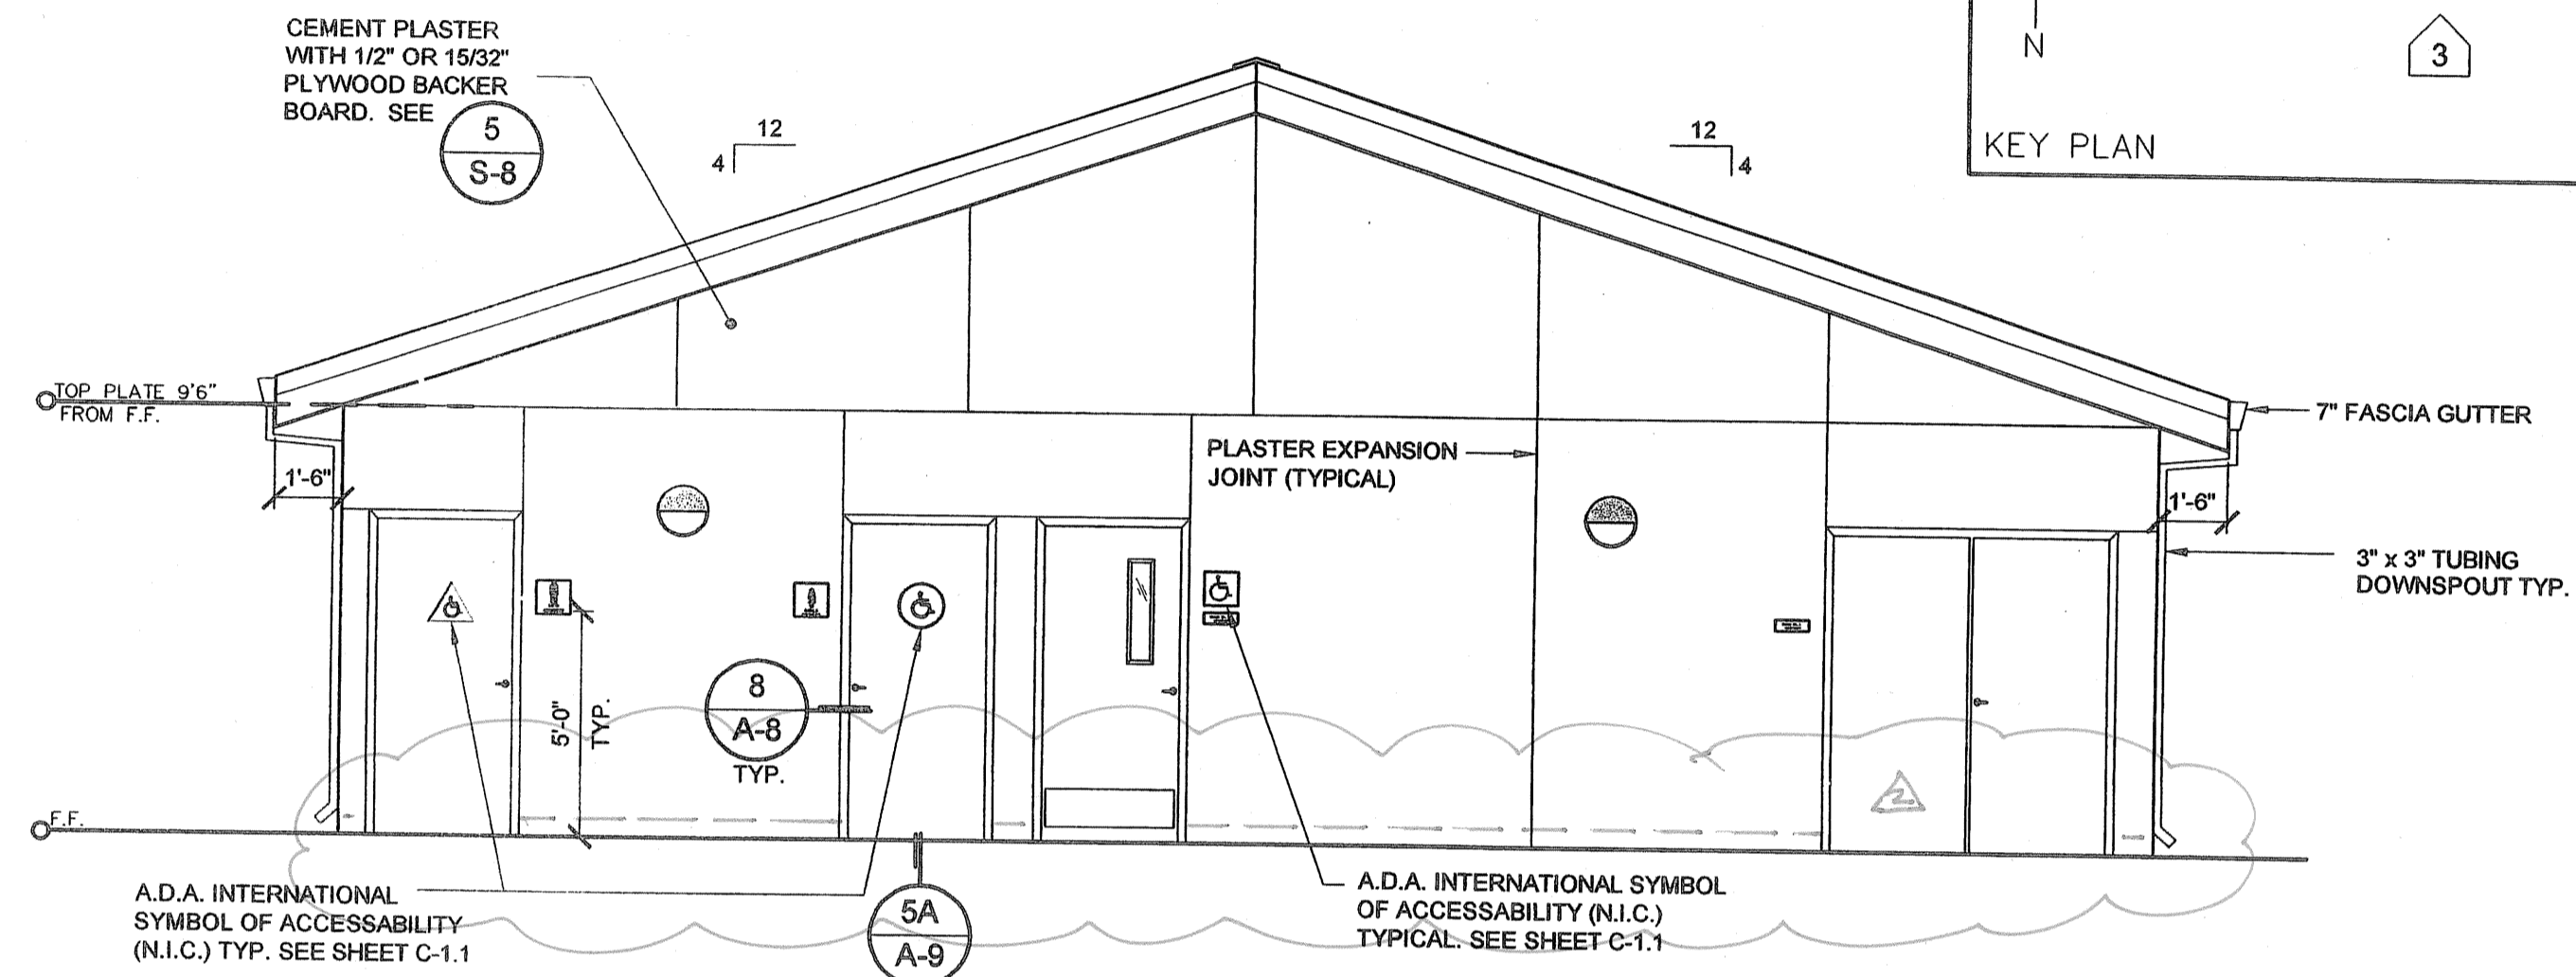 CEMENT PLASTER
WITH 1/2" OR 15/32"
PLYWOOD BACKER
BOARD. SEE
5
S-8
4
12
12
4
N
3
KEY PLAN
TOP PLATE 9'6"
FROM F.F.
1'-6"
PLASTER EXPANSION
JOINT (TYPICAL)
7" FASCIA GUTTER
1'-6"
3" x 3" TUBING
DOWNSPOUT TYP.
5'-0"
TYP.
8
A-8
TYP.
2
F.F.
A.D.A. INTERNATIONAL
SYMBOL OF ACCESSABILITY
(N.I.C.) TYP. SEE SHEET C-1.1
5A
A-9
A.D.A. INTERNATIONAL SYMBOL
OF ACCESSABILITY (N.I.C.)
TYPICAL. SEE SHEET C-1.1